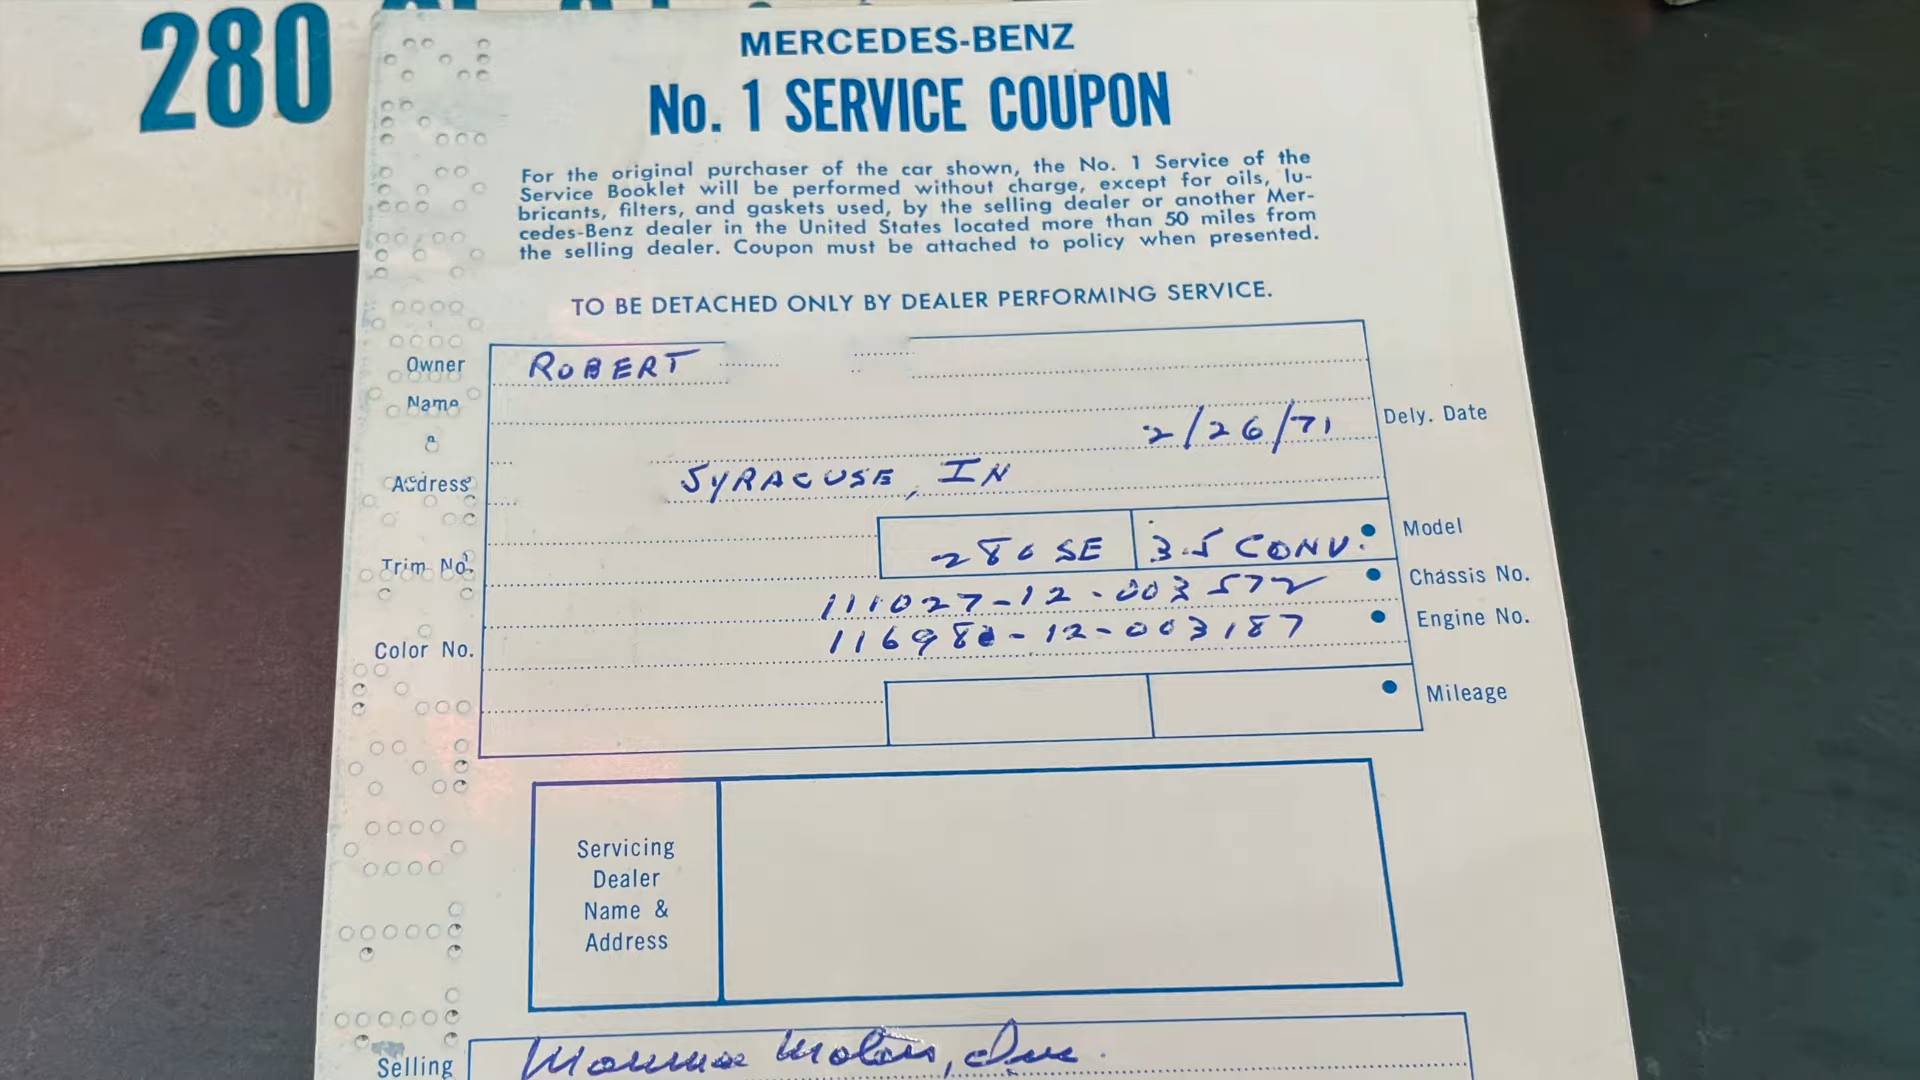 280
MERCEDES-BENZ
No. 1 SERVICE COUPON
For the original purchaser of the car shown, the No. 1 Service of the
Service Booklet will be performed without charge, except for oils, lu-
bricants, filters, and gaskets used, by the selling dealer or another Mer-
cedes-Benz dealer in the United States located more than 50 miles from
the selling dealer. Coupon must be attached to policy when presented.
TO BE DETACHED ONLY BY DEALER PERFORMING SERVICE.
Owner ROBERT
Name
2/26/71 Dely. Date
&
Address SYRACUSE, IN
280 SE 3.5 CONV. Model
Trim No.
111027-12-003572 Chassis No.
116980-12-003187 Engine No.
Color No.
Mileage
Servicing
Dealer
Name &
Address
Selling Motors, Inc.